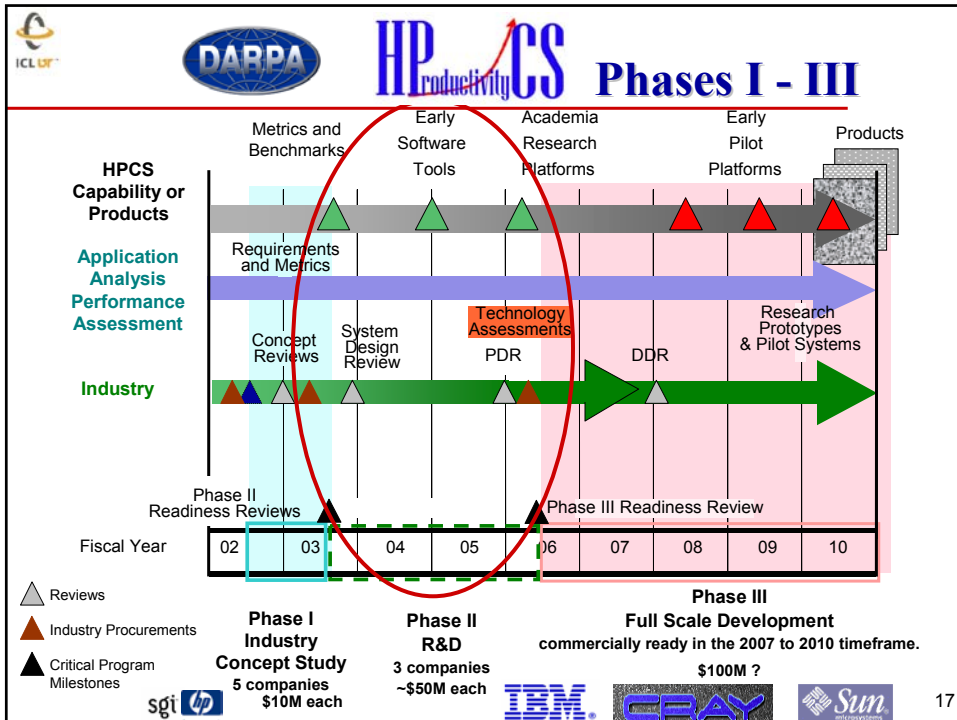 ICL UT
DARPA
HProductivityCS
Phases I - III
Metrics and
Benchmarks
Early
Software
Tools
Academia
Research
Platforms
Early
Pilot
Platforms
Products
HPCS
Capability or
Products
Application
Analysis
Performance
Assessment
Requirements
and Metrics
Technology
Assessments
Research
Prototypes
& Pilot Systems
Concept
Reviews
System
Design
Review
PDR
DDR
Industry
Phase II
Readiness Reviews
Phase III Readiness Review
Fiscal Year
02
03
04
05
06
07
08
09
10
Reviews
Industry Procurements
Critical Program
Milestones
Phase I
Industry
Concept Study
5 companies
$10M each
Phase II
R&D
3 companies
~$50M each
Phase III
Full Scale Development
commercially ready in the 2007 to 2010 timeframe.
$100M ?
sgi
hp
IBM.
CRAY
Sun
microsystems
17